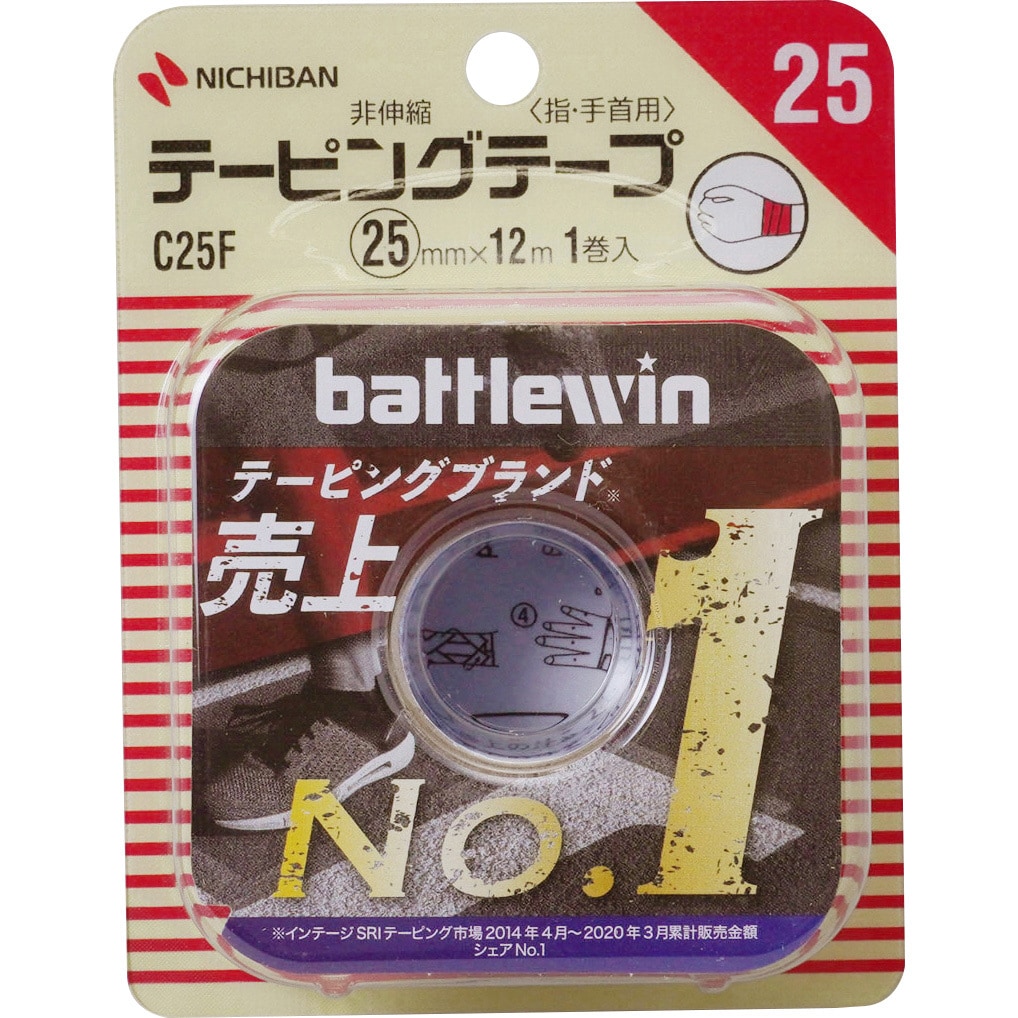 NICHIBAN
25
非伸縮 〈指・手首用〉
テーピングテープ
C25F 25mm×12m 1巻入
battlewin
テーピングブランド※
売上
④
No.1
※インテージSRIテーピング市場2014年4月～2020年3月累計販売金額
シェアNo.1